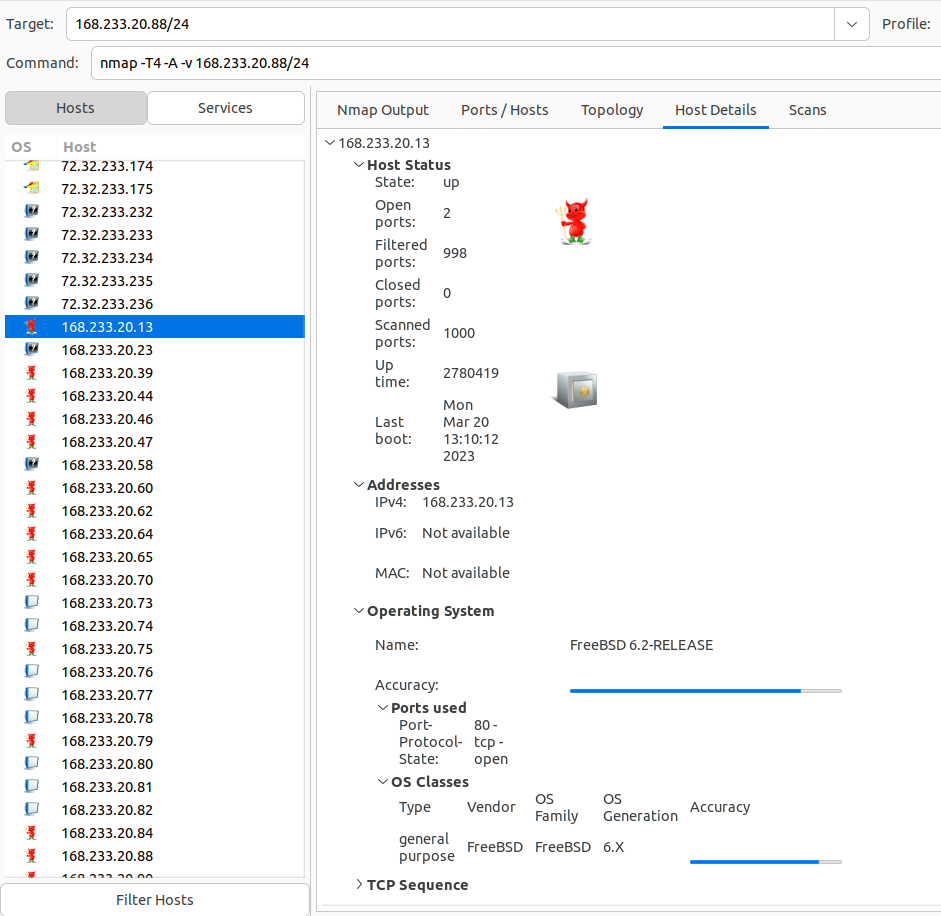 Target: 168.233.20.88/24 Profile:
Command: nmap -T4 -A -v 168.233.20.88/24
Hosts Services
OS Host
72.32.233.174
72.32.233.175
72.32.233.232
72.32.233.233
72.32.233.234
72.32.233.235
72.32.233.236
168.233.20.13
168.233.20.23
168.233.20.39
168.233.20.44
168.233.20.46
168.233.20.47
168.233.20.58
168.233.20.60
168.233.20.62
168.233.20.64
168.233.20.65
168.233.20.70
168.233.20.73
168.233.20.74
168.233.20.75
168.233.20.76
168.233.20.77
168.233.20.78
168.233.20.79
168.233.20.80
168.233.20.81
168.233.20.82
168.233.20.84
168.233.20.88
Filter Hosts
Nmap Output Ports / Hosts Topology Host Details Scans
168.233.20.13
Host Status
State: up
Open
ports: 2
Filtered
ports: 998
Closed
ports: 0
Scanned
ports: 1000
Up
time: 2780419
Last
boot:
Mon
Mar 20
13:10:12
2023
Addresses
IPv4: 168.233.20.13
IPv6: Not available
MAC: Not available
Operating System
Name: FreeBSD 6.2-RELEASE
Accuracy:
Ports used
Port- 80 -
Protocol- tcp -
State: open
OS Classes
Type Vendor OS Family OS Generation Accuracy
general purpose FreeBSD FreeBSD 6.X
TCP Sequence